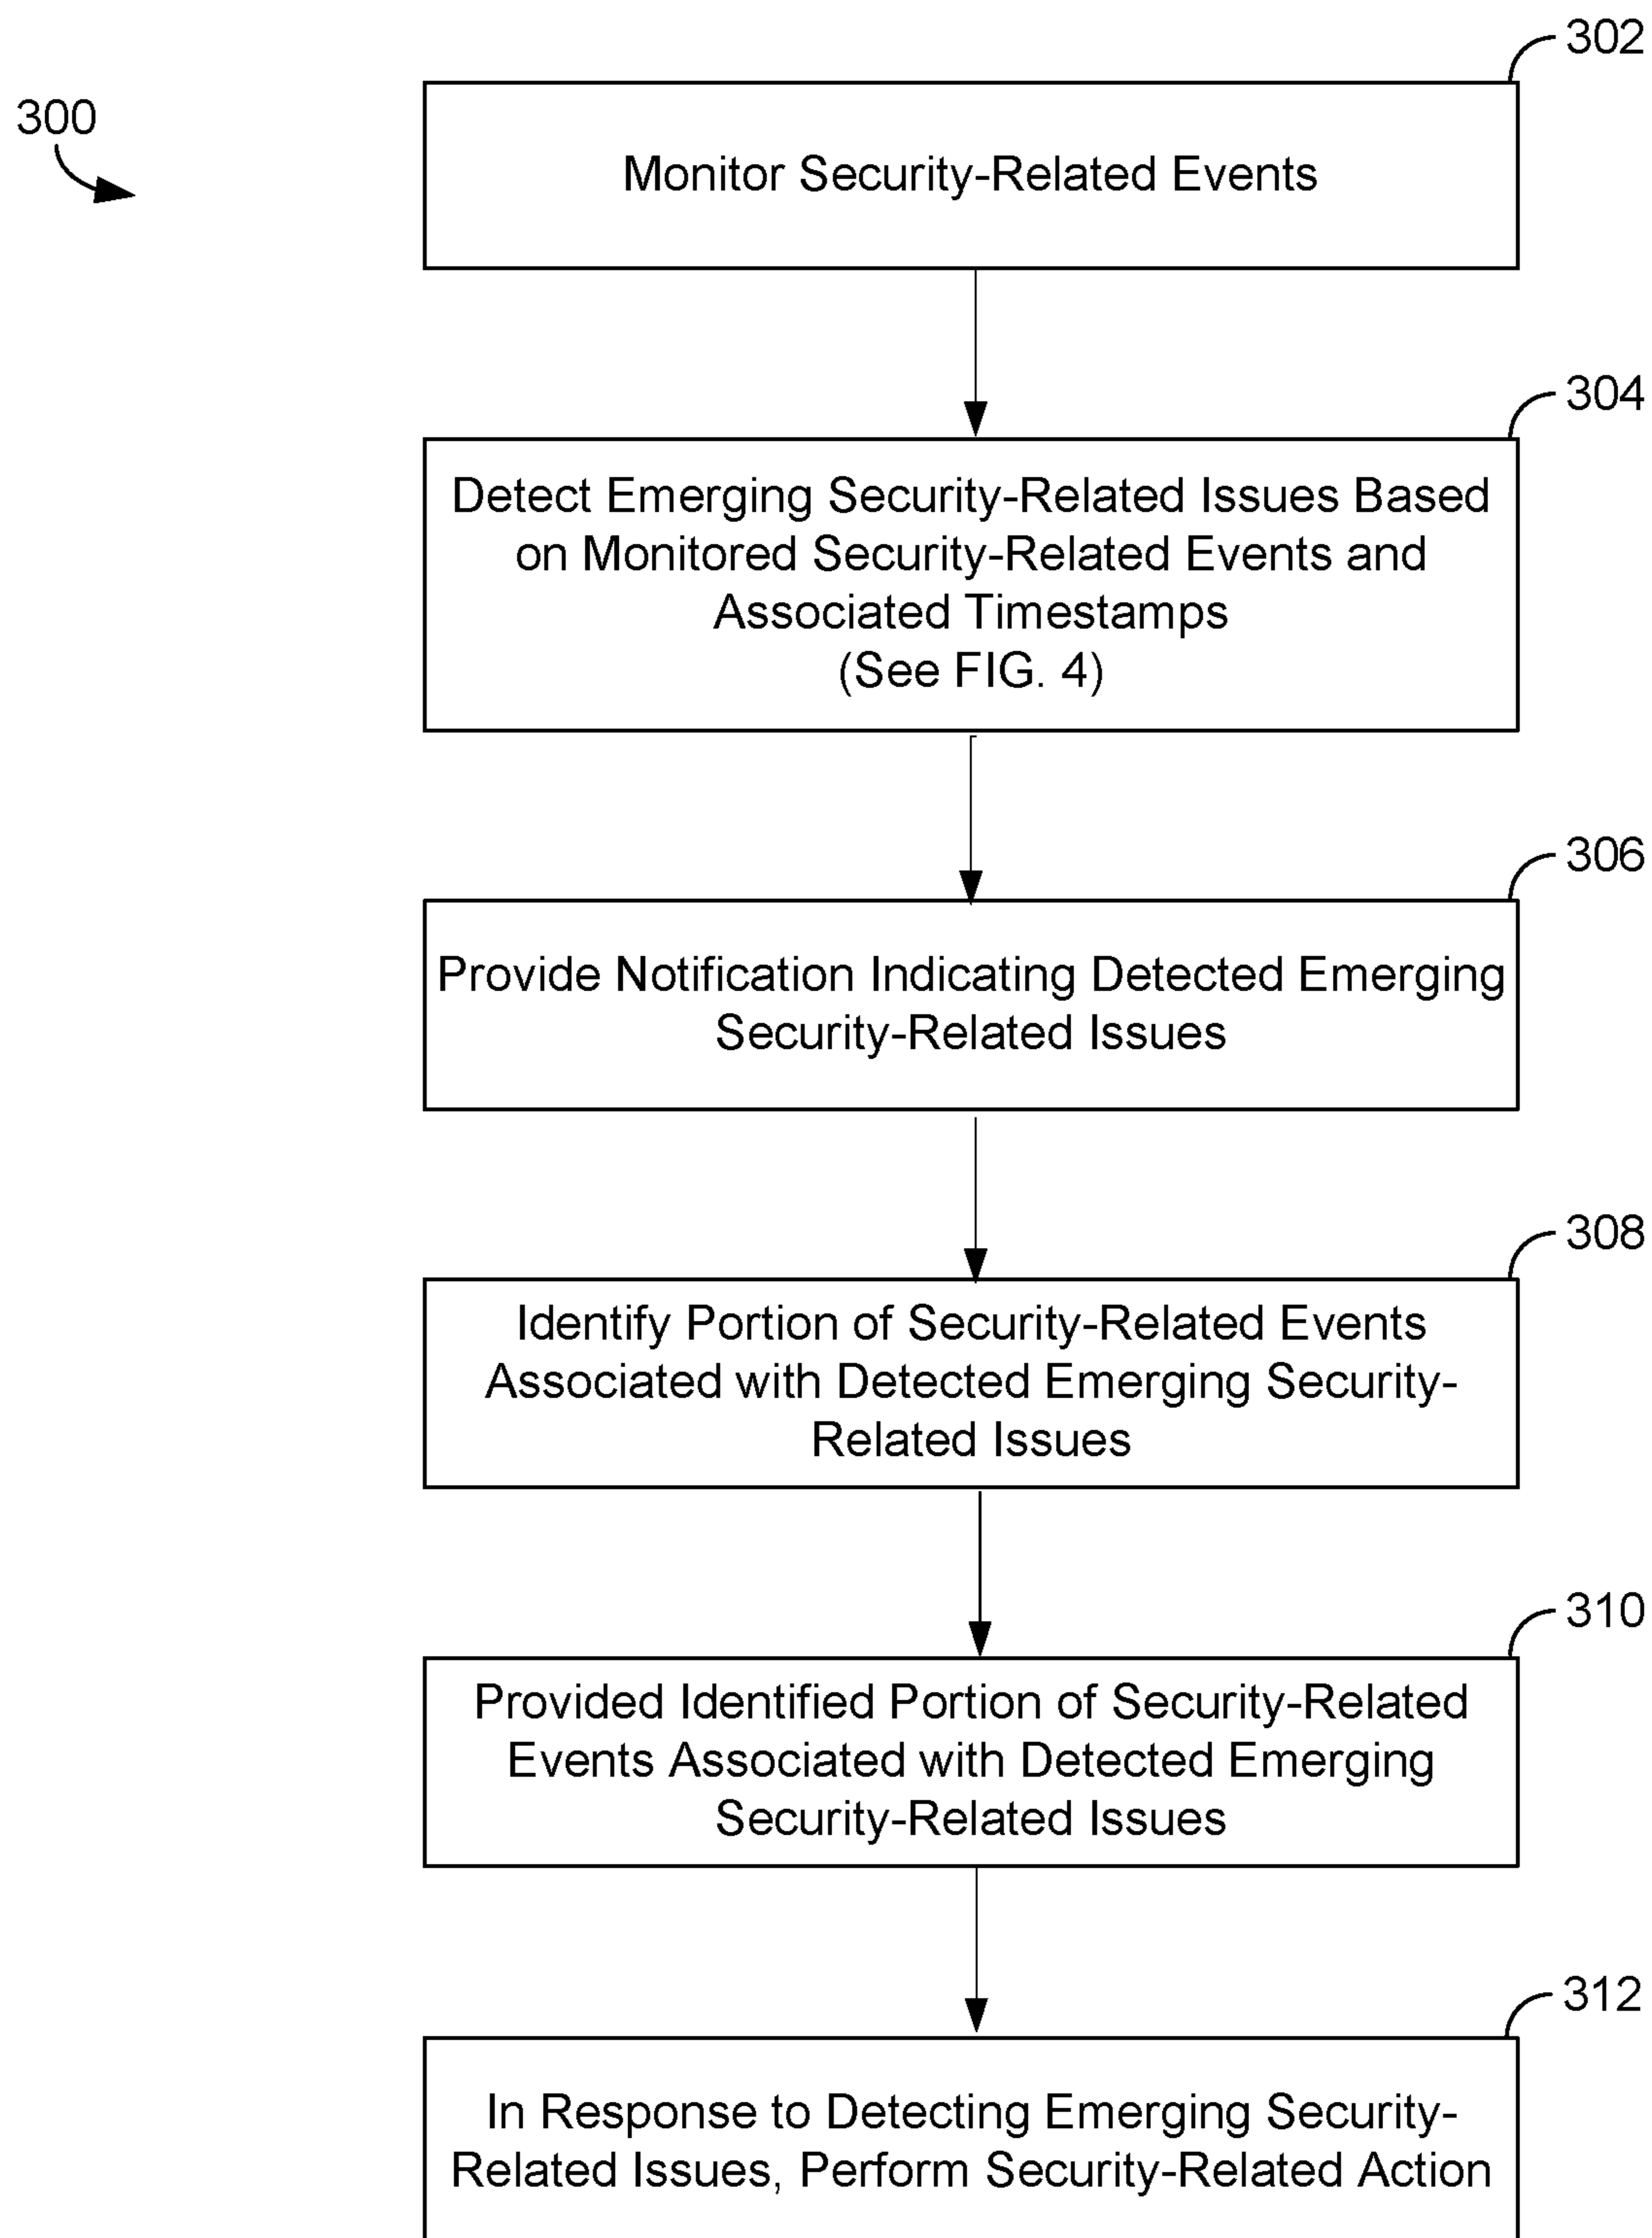 302
300
Monitor Security-Related Events
304
Detect Emerging Security-Related Issues Based
on Monitored Security-Related Events and
Associated Timestamps
(See FIG. 4)
306
Provide Notification Indicating Detected Emerging
Security-Related Issues
308
Identify Portion of Security-Related Events
Associated with Detected Emerging Security-
Related Issues
310
Provided Identified Portion of Security-Related
Events Associated with Detected Emerging
Security-Related Issues
312
In Response to Detecting Emerging Security-
Related Issues, Perform Security-Related Action